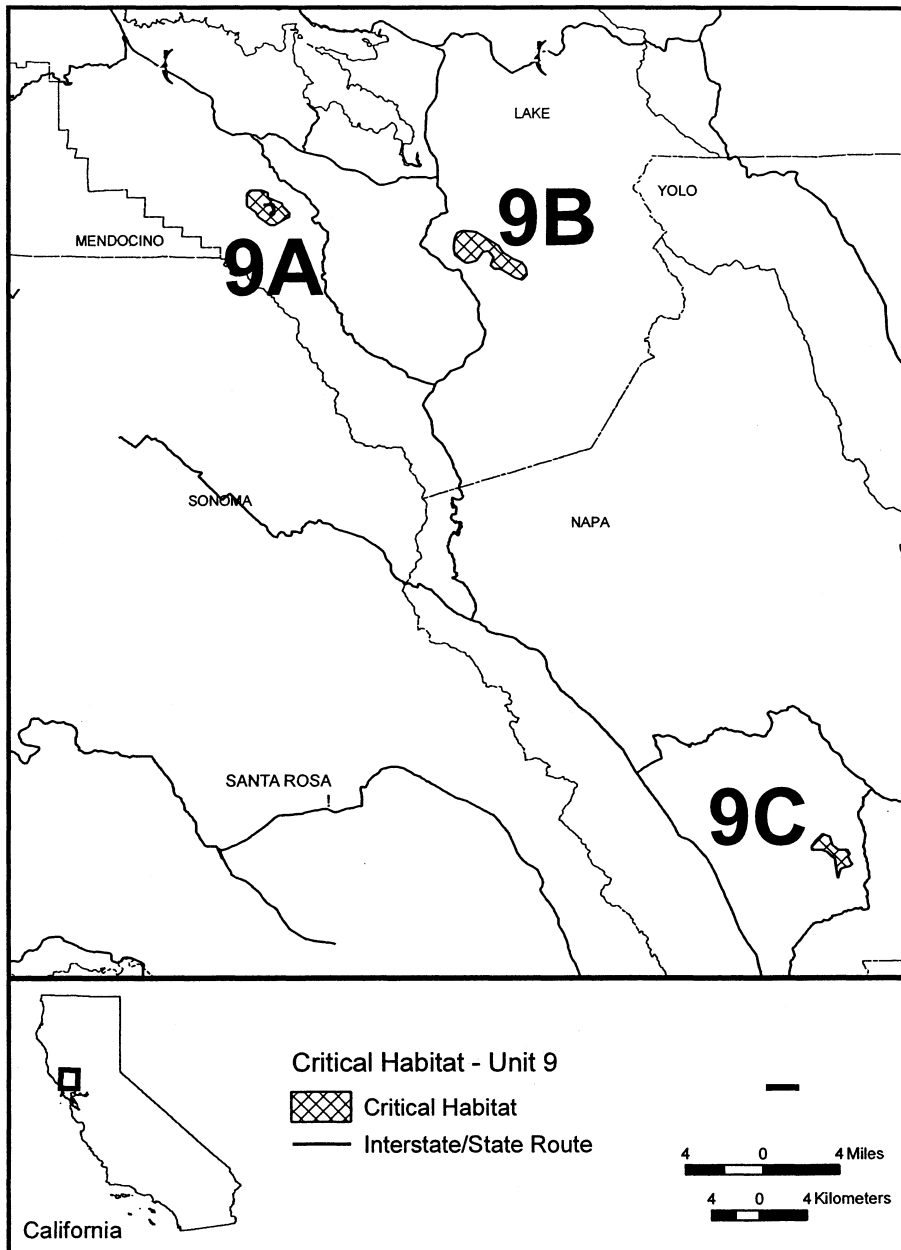 LAKE
YOLO
9B
MENDOCINO
9A
SONOMA
NAPA
SANTA ROSA
9C
Critical Habitat - Unit 9
Critical Habitat
Interstate/State Route
4 0 4 Miles
4 0 4 Kilometers
California